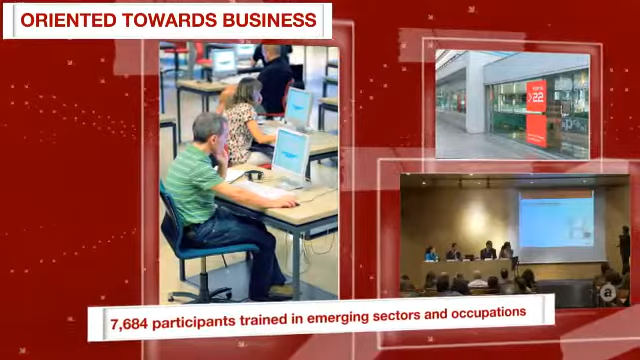 ORIENTED TOWARDS BUSINESS
22
7,684 participants trained in emerging sectors and occupations
a